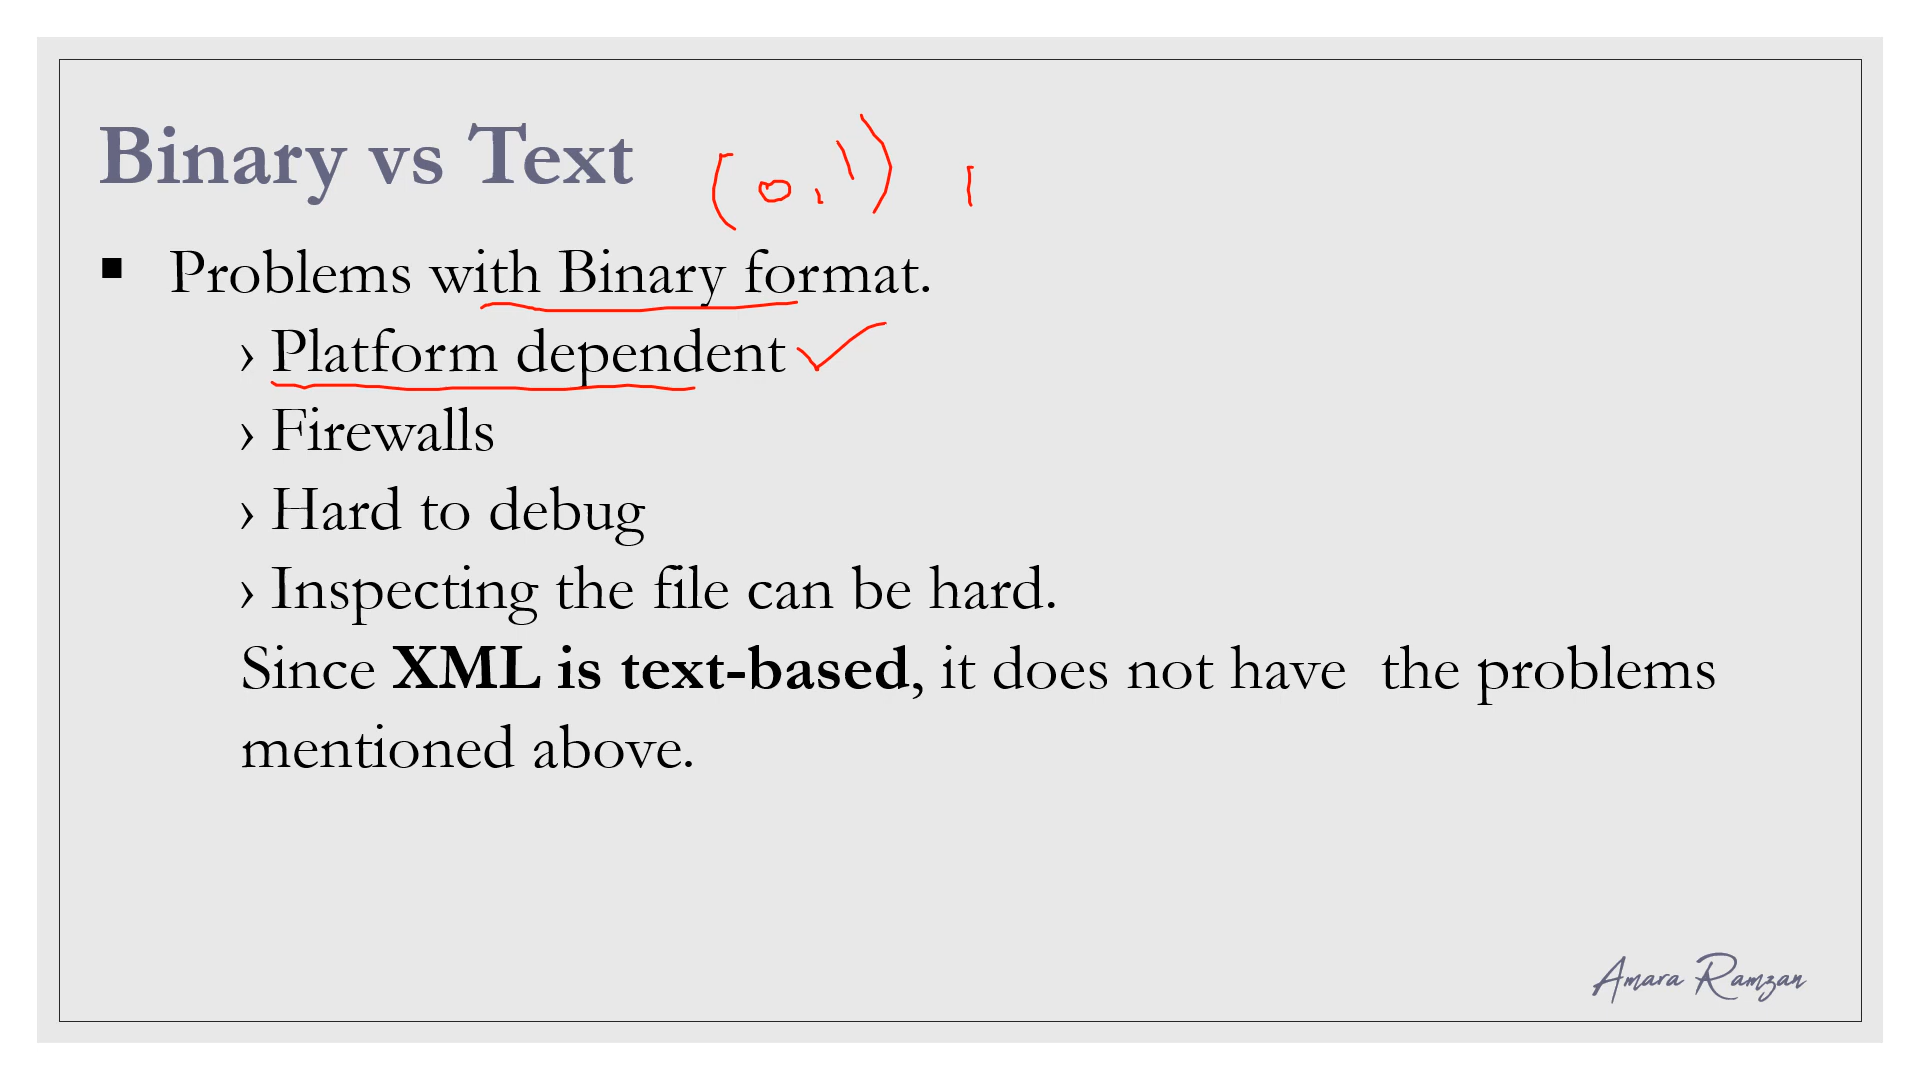 Binary vs Text (0,1) 1
▪ Problems with Binary format.
› Platform dependent ✓
› Firewalls
› Hard to debug
› Inspecting the file can be hard.
Since XML is text-based, it does not have the problems
mentioned above.
Amara Ramzan